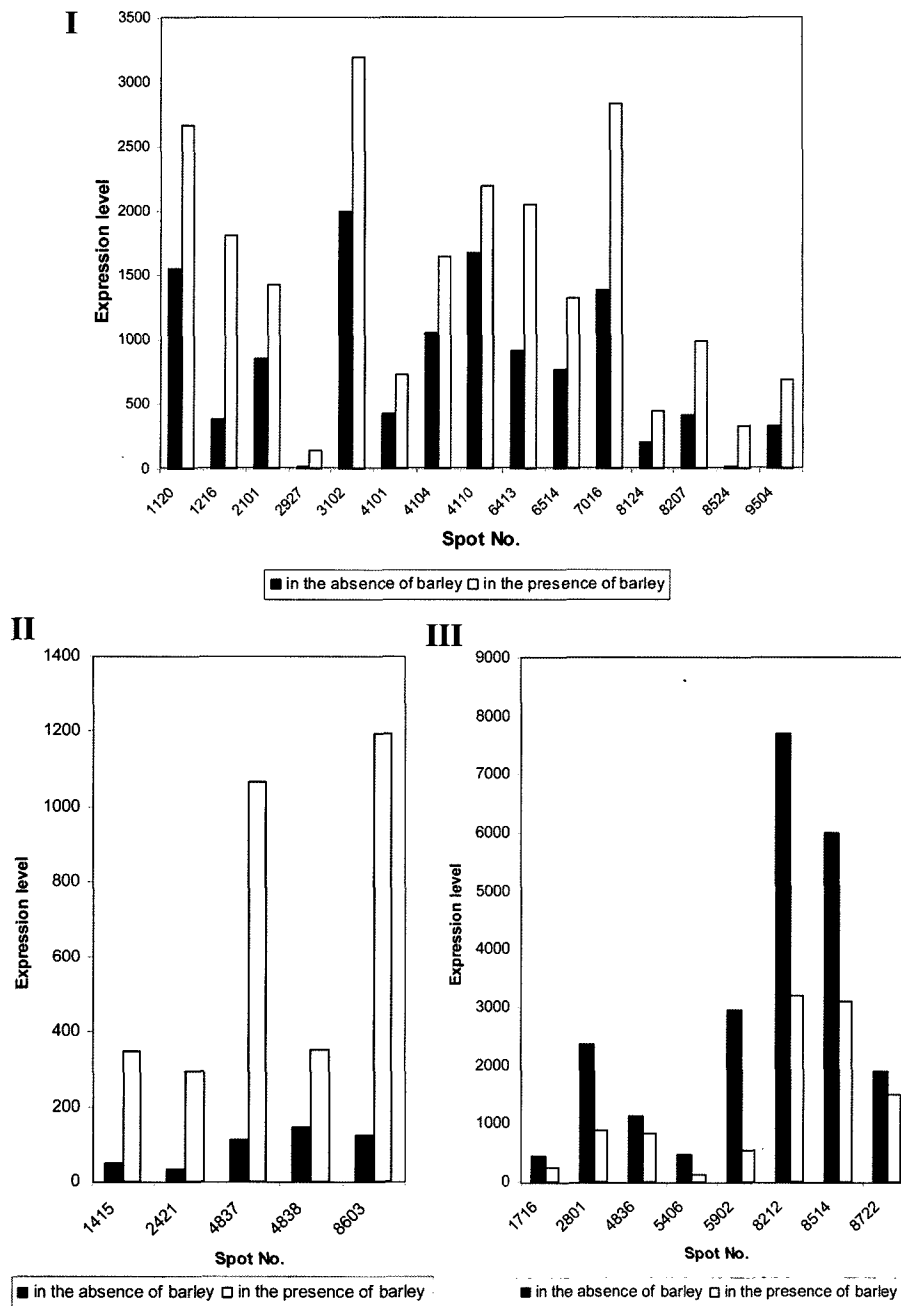 I
3500
3000
2500
2000
1500
1000
500
0
Expression level
1120 1216 2101 2927 3102 4101 4104 4110 6413 6514 7016 8124 8207 8524 9504
Spot No.
in the absence of barley in the presence of barley
II
1400
1200
1000
800
600
400
200
0
Expression level
1415 2421 4837 4838 8603
Spot No.
in the absence of barley in the presence of barley
III
9000
8000
7000
6000
5000
4000
3000
2000
1000
0
Expression level
1716 2801 4836 5406 5902 8212 8514 8722
Spot No.
in the absence of barley in the presence of barley